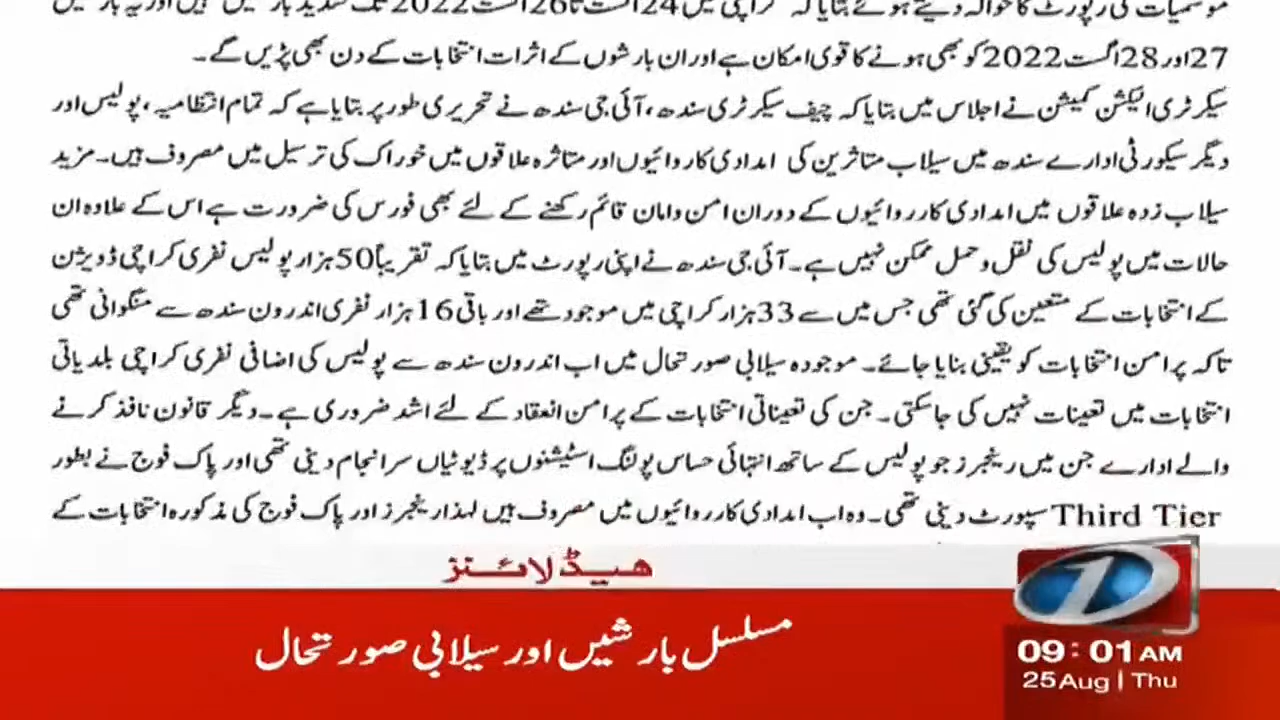 موسمیات کی رپورٹ کا حوالہ دیتے ہوئے بتایا کہ کراچی میں 24 اگست تا 26 اگست 2022 تک شدید بارشیں ہیں اور یہ بارشیں
27 اور 28 اگست 2022 کو بھی ہونے کا قوی امکان ہے اور ان بارشوں کے اثرات انتخابات کے دن بھی پڑیں گے۔
سیکرٹری الیکشن کمیشن نے اجلاس میں بتایا کہ چیف سیکرٹری سندھ، آئی جی سندھ نے تحریری طور پر بتایا ہے کہ تمام انتظامیہ، پولیس اور
دیگر سیکورٹی ادارے سندھ میں سیلاب متاثرین کی امدادی کارروائیوں اور متاثرہ علاقوں میں خوراک کی ترسیل میں مصروف ہیں۔ مزید
سیلاب زدہ علاقوں میں امدادی کارروائیوں کے دوران امن وامان قائم رکھنے کے لئے بھی فورس کی ضرورت ہے اس کے علاوہ ان
حالات میں پولیس کی نقل و حمل ممکن نہیں ہے۔ آئی جی سندھ نے اپنی رپورٹ میں بتایا کہ تقریباً 50 ہزار پولیس نفری کراچی ڈویژن
کے انتخابات کے متعین کی گئی تھی جس میں سے 33 ہزار کراچی میں موجود تھے اور باقی 16 ہزار نفری اندرون سندھ سے منگوانی تھی
تاکہ پرامن انتخابات کو یقینی بنایا جائے۔ موجودہ سیلابی صورتحال میں اب اندرون سندھ سے پولیس کی اضافی نفری کراچی بلدیاتی
انتخابات میں تعینات نہیں کی جاسکتی۔ جن کی تعیناتی انتخابات کے پرامن انعقاد کے لئے اشد ضروری ہے۔ دیگر قانون نافذ کرنے
والے ادارے جن میں رینجرز جو پولیس کے ساتھ انتہائی حساس پولنگ اسٹیشنوں پر ڈیوٹیاں سرانجام دینی تھی اور پاک فوج نے بطور
Third Tier سپورٹ دینی تھی۔ وہ اب امدادی کارروائیوں میں مصروف ہیں لہذا رینجرز اور پاک فوج کی مذکورہ انتخابات کے
ھیڈلائنز
مسلسل بارشیں اور سیلابی صورتحال
1
09:01 AM
25 Aug | Thu